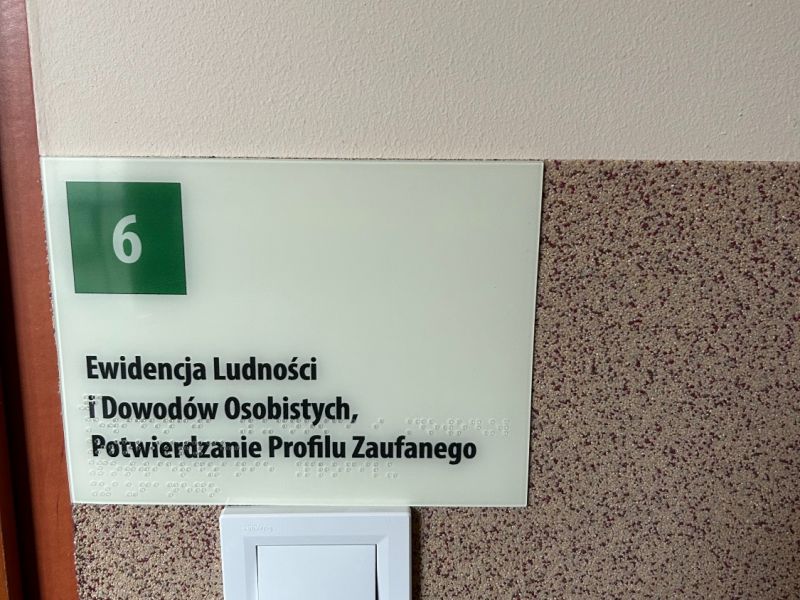 6
Ewidencja Ludności
i Dowodów Osobistych,
Potwierdzanie Profilu Zaufanego